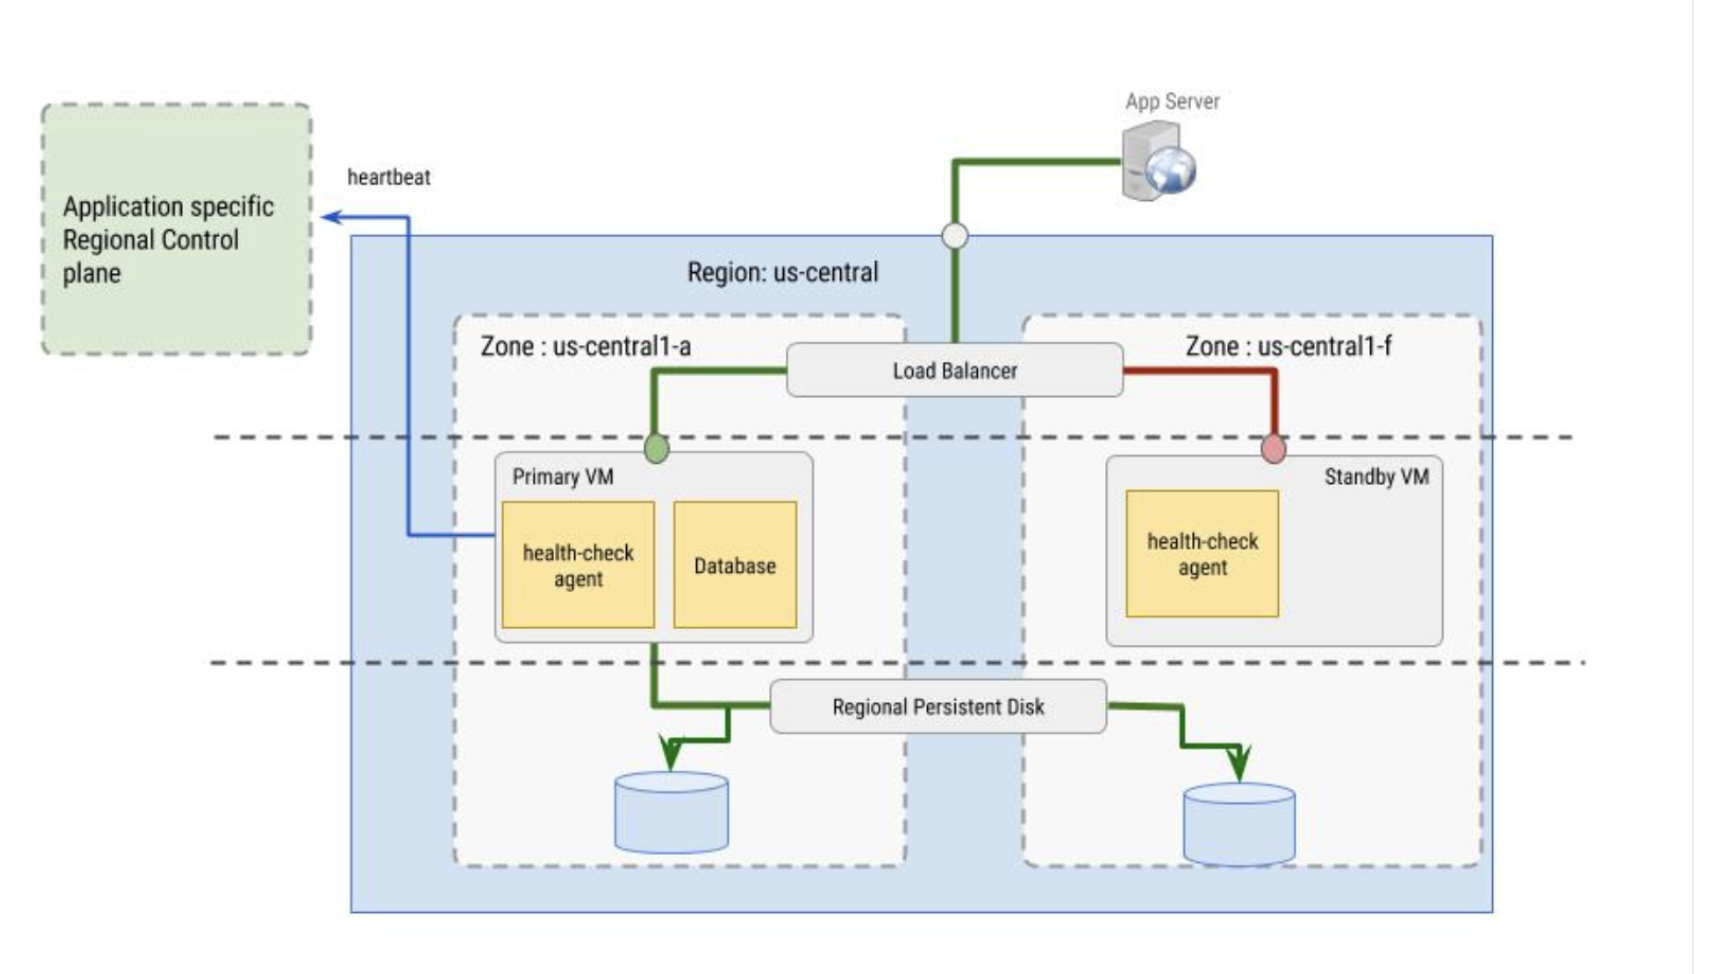 App Server
heartbeat
Application specific
Regional Control
plane
Region: us-central
Zone : us-central1-a
Zone : us-central1-f
Load Balancer
Primary VM
Standby VM
health-check
agent
Database
health-check
agent
Regional Persistent Disk